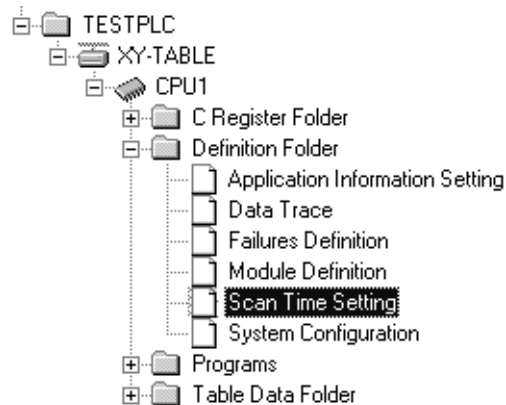 TESTPLC
XY-TABLE
CPU1
C Register Folder
Definition Folder
Application Information Setting
Data Trace
Failures Definition
Module Definition
Scan Time Setting
System Configuration
Programs
Table Data Folder